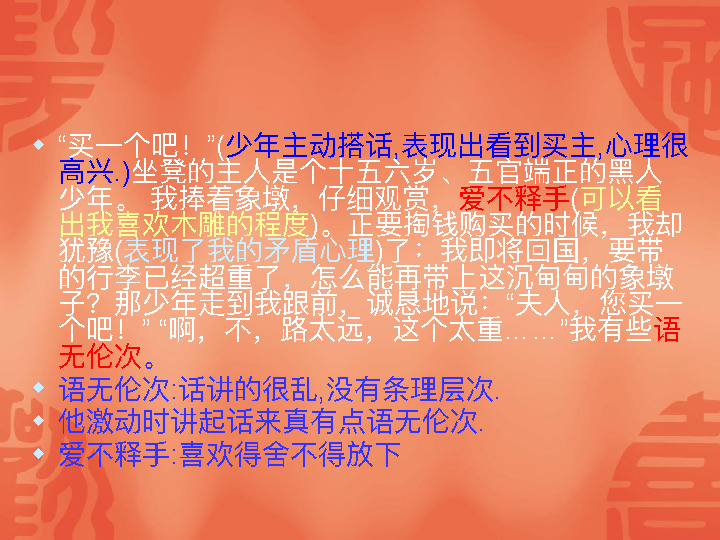 “买一个吧！”(少年主动搭话,表现出看到买主,心理很
高兴.)坐凳的主人是个十五六岁、五官端正的黑人
少年。 我捧着象墩，仔细观赏，爱不释手(可以看
出我喜欢木雕的程度)。正要掏钱购买的时候，我却
犹豫(表现了我的矛盾心理)了：我即将回国，要带
的行李已经超重了，怎么能再带上这沉甸甸的象墩
子？那少年走到我跟前，诚恳地说：“夫人，您买一
个吧！” “啊，不，路太远，这个太重……”我有些语
无伦次。
语无伦次:话讲的很乱,没有条理层次.
他激动时讲起话来真有点语无伦次.
爱不释手:喜欢得舍不得放下